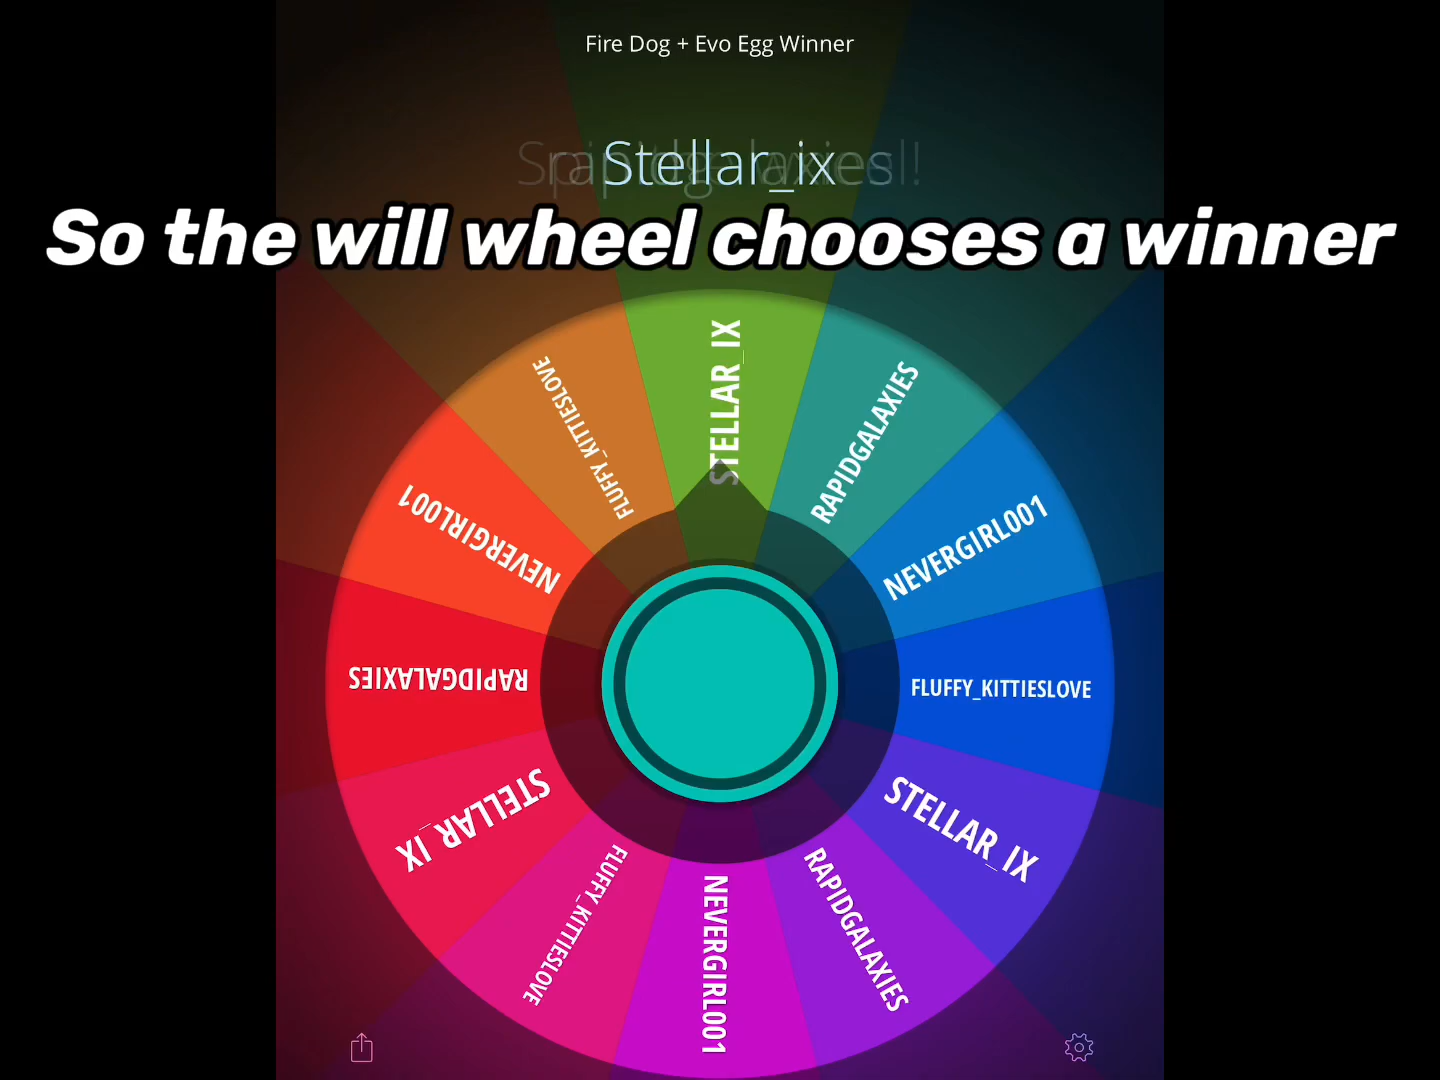 Fire Dog + Evo Egg Winner
Stellar_ix
So the will wheel chooses a winner
STELLAR_IX
RAPIDGALAXIES
NEVERGIRL001
FLUFFY_KITTIESLOVE
STELLAR_IX
RAPIDGALAXIES
NEVERGIRL001
FLUFFY_KITTIESLOVE
STELLAR_IX
RAPIDGALAXIES
NEVERGIRL001
FLUFFY_KITTIESLOVE